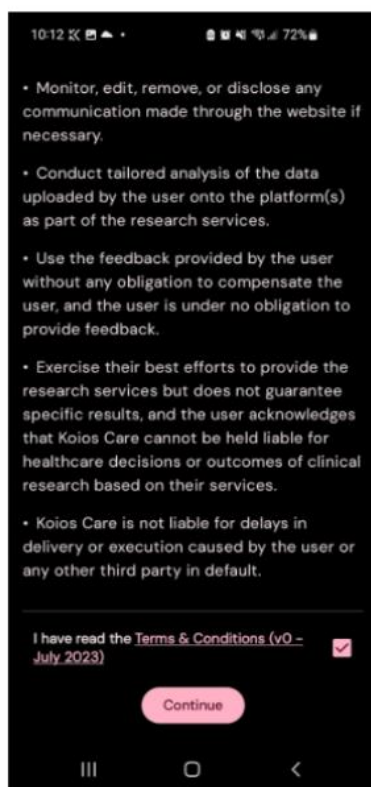 10:12
72%
• Monitor, edit, remove, or disclose any
communication made through the website if
necessary.
• Conduct tailored analysis of the data
uploaded by the user onto the platform(s)
as part of the research services.
• Use the feedback provided by the user
without any obligation to compensate the
user, and the user is under no obligation to
provide feedback.
• Exercise their best efforts to provide the
research services but does not guarantee
specific results, and the user acknowledges
that Koios Care cannot be held liable for
healthcare decisions or outcomes of clinical
research based on their services.
• Koios Care is not liable for delays in
delivery or execution caused by the user or
any other third party in default.
I have read the Terms & Conditions (v0 –
July 2023)
Continue